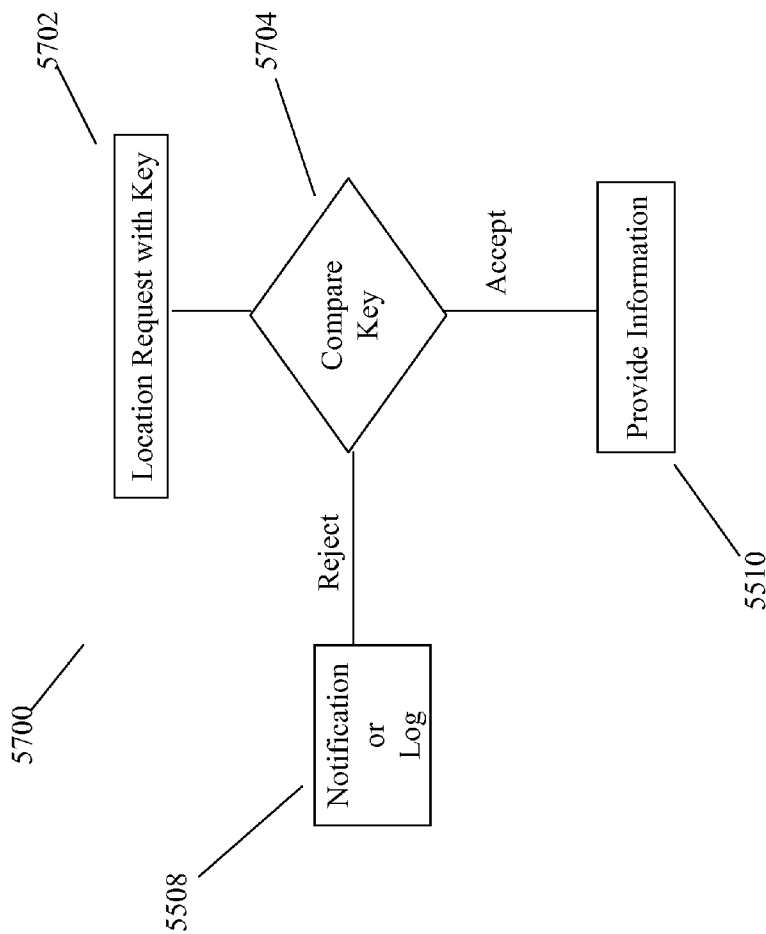 5700
5702
Location Request with Key
5704
Compare
Key
Reject
Accept
5508
Notification
or
Log
Provide Information
5510